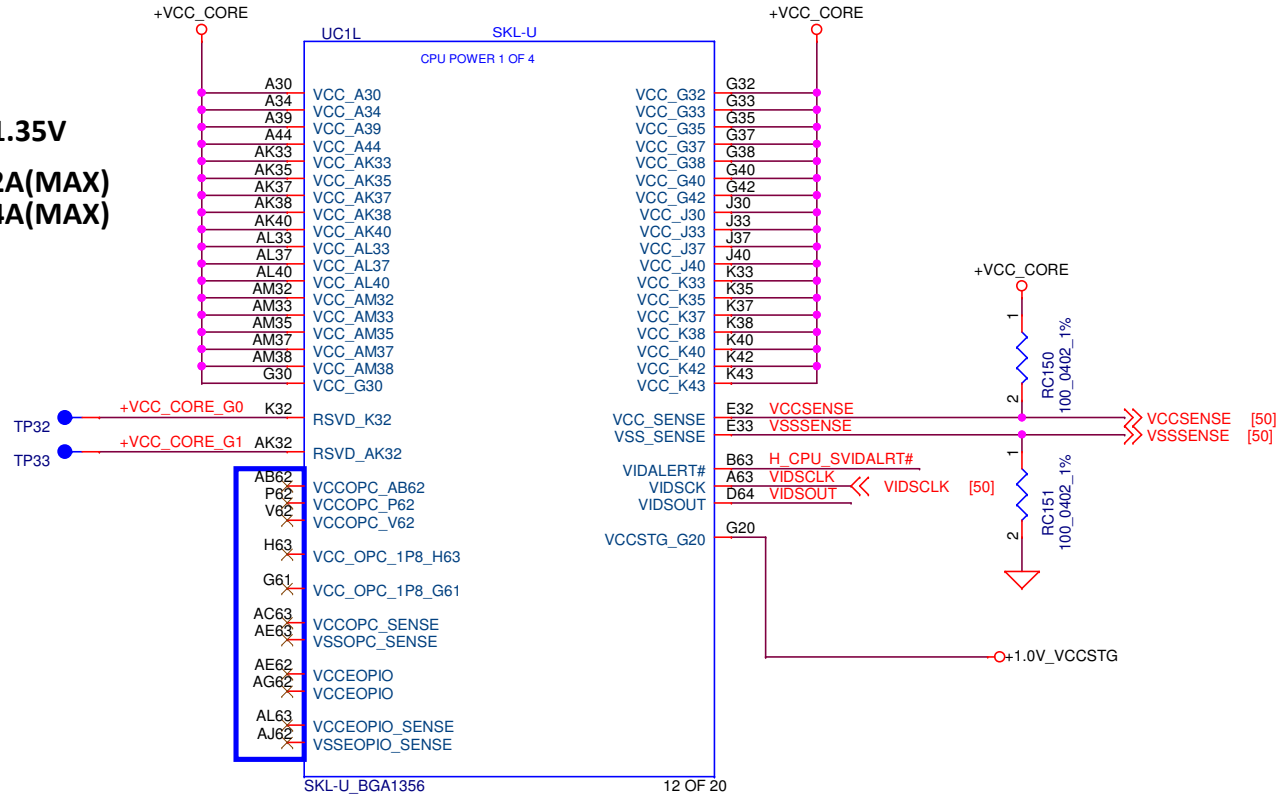 +VCC_CORE
+VCC_CORE
UC1L
SKL-U
CPU POWER 1 OF 4
1.35V
2A(MAX)
4A(MAX)
A30 VCC_A30
A34 VCC_A34
A39 VCC_A39
A44 VCC_A44
AK33 VCC_AK33
AK35 VCC_AK35
AK37 VCC_AK37
AK38 VCC_AK38
AK40 VCC_AK40
AL33 VCC_AL33
AL37 VCC_AL37
AL40 VCC_AL40
AM32 VCC_AM32
AM33 VCC_AM33
AM35 VCC_AM35
AM37 VCC_AM37
AM38 VCC_AM38
G30 VCC_G30
TP32 +VCC_CORE_G0 K32 RSVD_K32
TP33 +VCC_CORE_G1 AK32 RSVD_AK32
AB62 VCCOPC_AB62
P62 VCCOPC_P62
V62 VCCOPC_V62
H63 VCC_OPC_1P8_H63
G61 VCC_OPC_1P8_G61
AC63 VCCOPC_SENSE
AE63 VSSOPC_SENSE
AE62 VCCEOPIO
AG62 VCCEOPIO
AL63 VCCEOPIO_SENSE
AJ62 VSSEOPIO_SENSE
VCC_G32 G32
VCC_G33 G33
VCC_G35 G35
VCC_G37 G37
VCC_G38 G38
VCC_G40 G40
VCC_G42 G42
VCC_J30 J30
VCC_J33 J33
VCC_J37 J37
VCC_J40 J40
VCC_K33 K33
VCC_K35 K35
VCC_K37 K37
VCC_K38 K38
VCC_K40 K40
VCC_K42 K42
VCC_K43 K43
VCC_SENSE E32 VCCSENSE VCCSENSE [50]
VSS_SENSE E33 VSSSENSE VSSSENSE [50]
VIDALERT# B63 H_CPU_SVIDALRT#
VIDSCK A63 VIDSCLK VIDSCLK [50]
VIDSOUT D64 VIDSOUT
VCCSTG_G20 G20
+1.0V_VCCSTG
+VCC_CORE
1
RC150
100_0402_1%
2
1
RC151
100_0402_1%
2
SKL-U_BGA1356
12 OF 20